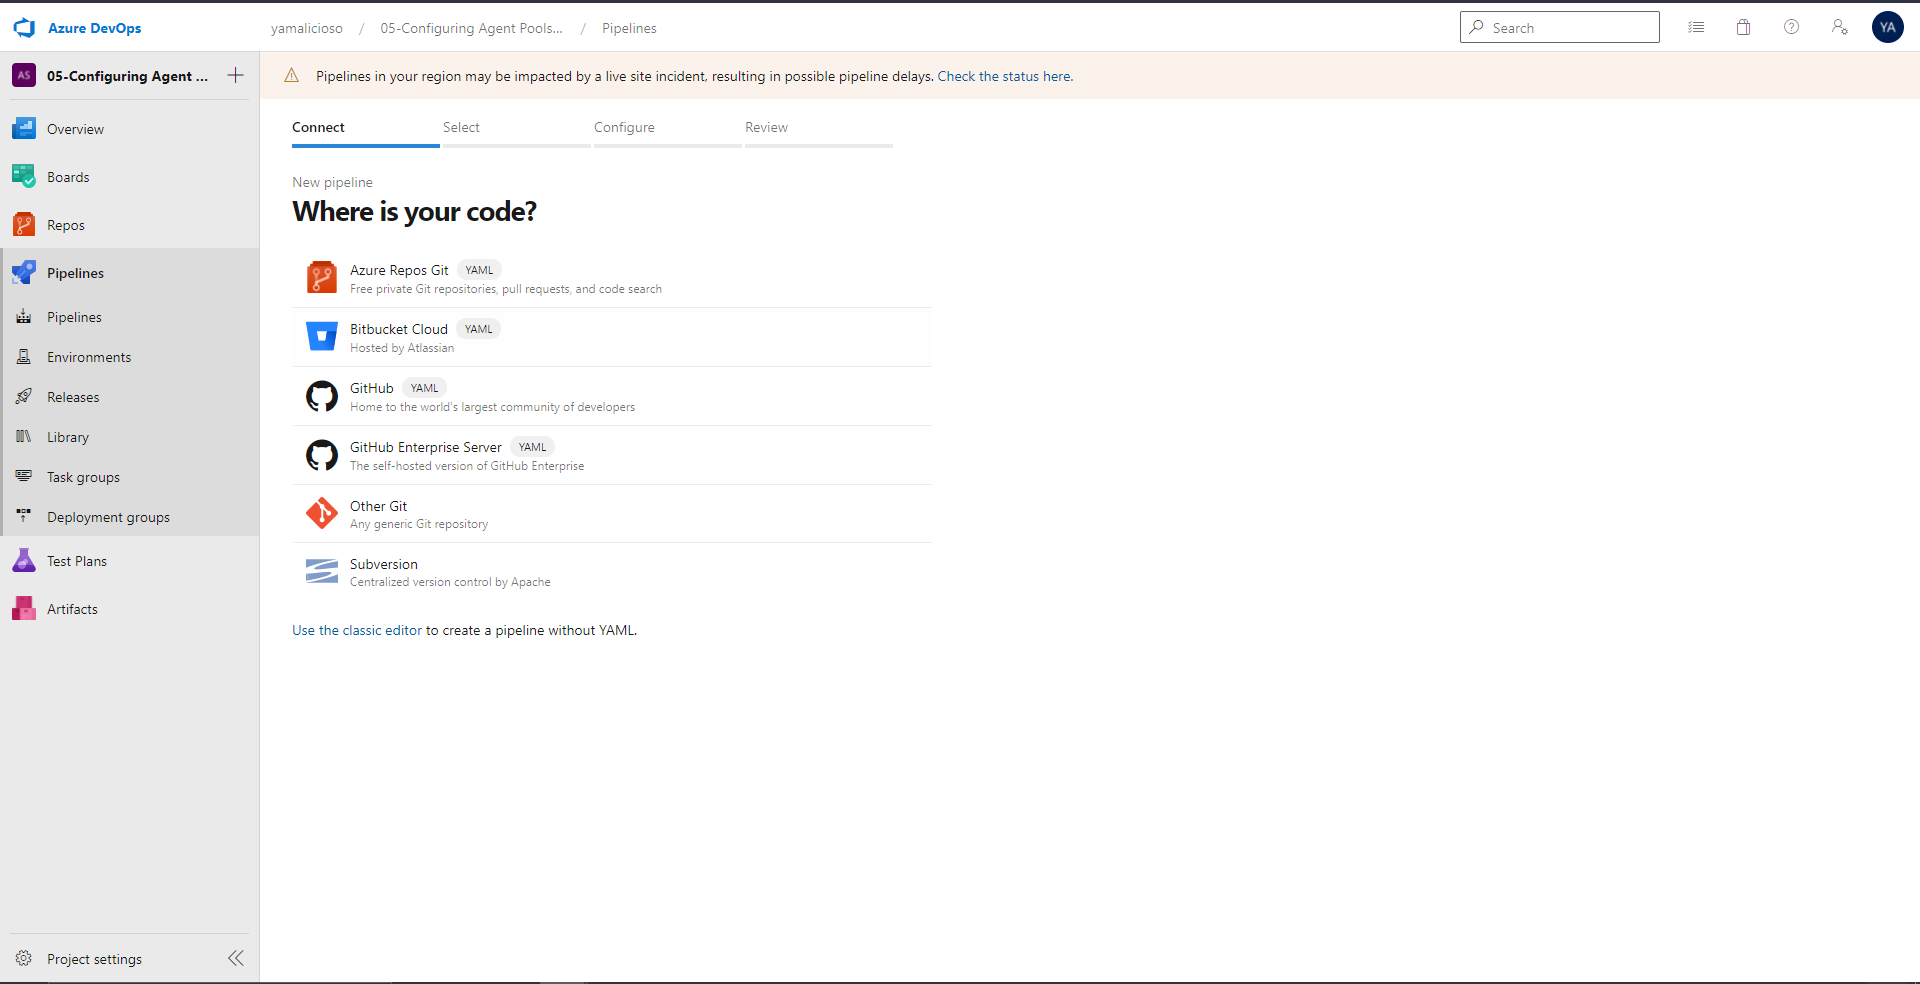 Azure DevOps
yamalicioso / 05-Configuring Agent Pools... / Pipelines
Search
YA
AS
05-Configuring Agent ...
Overview
Boards
Repos
Pipelines
Pipelines
Environments
Releases
Library
Task groups
Deployment groups
Test Plans
Artifacts
Project settings
Pipelines in your region may be impacted by a live site incident, resulting in possible pipeline delays. Check the status here.
Connect
Select
Configure
Review
New pipeline
Where is your code?
Azure Repos Git YAML
Free private Git repositories, pull requests, and code search
Bitbucket Cloud YAML
Hosted by Atlassian
GitHub YAML
Home to the world's largest community of developers
GitHub Enterprise Server YAML
The self-hosted version of GitHub Enterprise
Other Git
Any generic Git repository
Subversion
Centralized version control by Apache
Use the classic editor to create a pipeline without YAML.